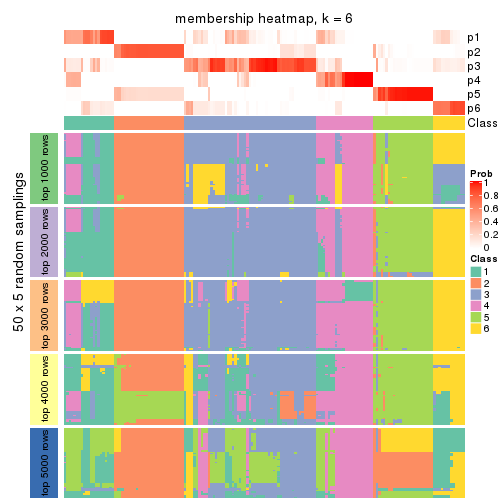 membership heatmap, k = 6
p1
p2
p3
p4
p5
p6
Class
50 x 5 random samplings
top 1000 rows
top 2000 rows
top 3000 rows
top 4000 rows
top 5000 rows
Prob
1
0.8
0.6
0.4
0.2
0
Class
1
2
3
4
5
6